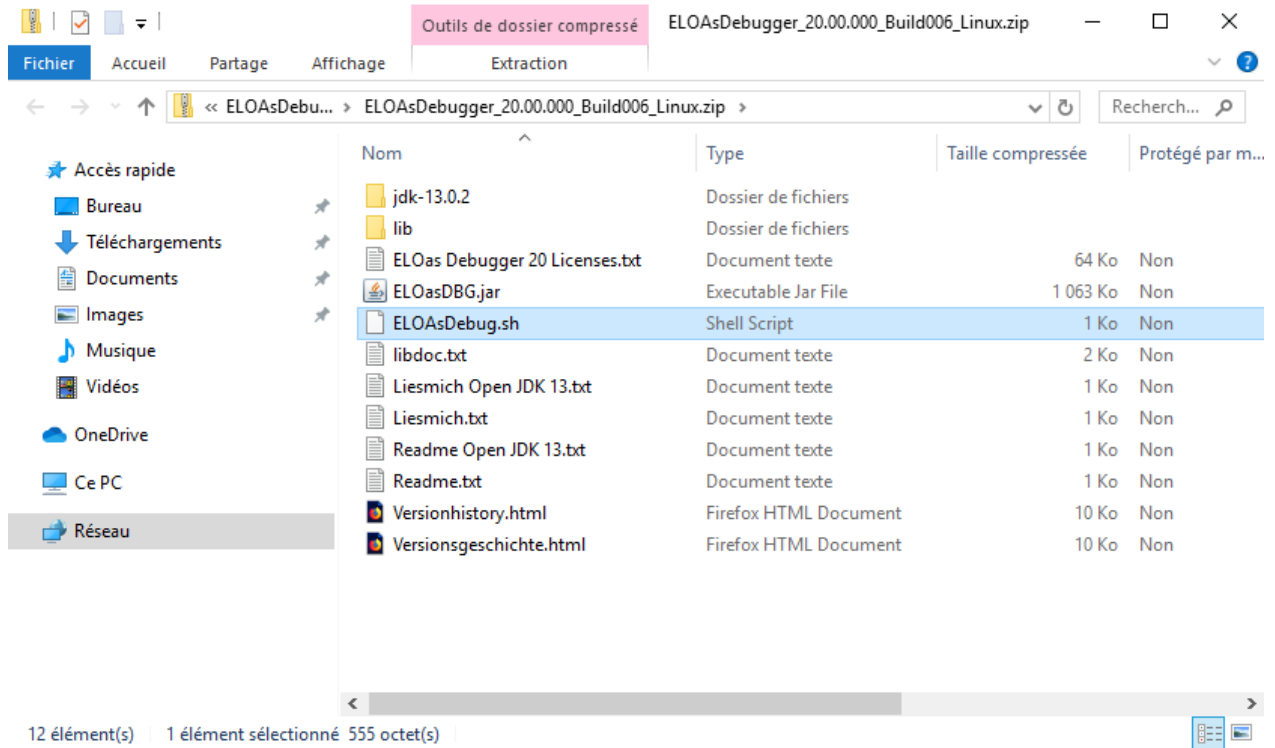 Outils de dossier compressé ELOAsDebugger_20.00.000_Build006_Linux.zip
Fichier Accueil Partage Affichage Extraction
« ELOAsDebu... > ELOAsDebugger_20.00.000_Build006_Linux.zip > Recherch...
Nom Type Taille compressée Protégé par m...
Accès rapide
Bureau
Téléchargements
Documents
Images
Musique
Vidéos
OneDrive
Ce PC
Réseau
jdk-13.0.2 Dossier de fichiers
lib Dossier de fichiers
ELOas Debugger 20 Licenses.txt Document texte 64 Ko Non
ELOasDBG.jar Executable Jar File 1 063 Ko Non
ELOAsDebug.sh Shell Script 1 Ko Non
libdoc.txt Document texte 2 Ko Non
Liesmich Open JDK 13.txt Document texte 1 Ko Non
Liesmich.txt Document texte 1 Ko Non
Readme Open JDK 13.txt Document texte 1 Ko Non
Readme.txt Document texte 1 Ko Non
Versionhistory.html Firefox HTML Document 10 Ko Non
Versionsgeschichte.html Firefox HTML Document 10 Ko Non
12 élément(s) 1 élément sélectionné 555 octet(s)